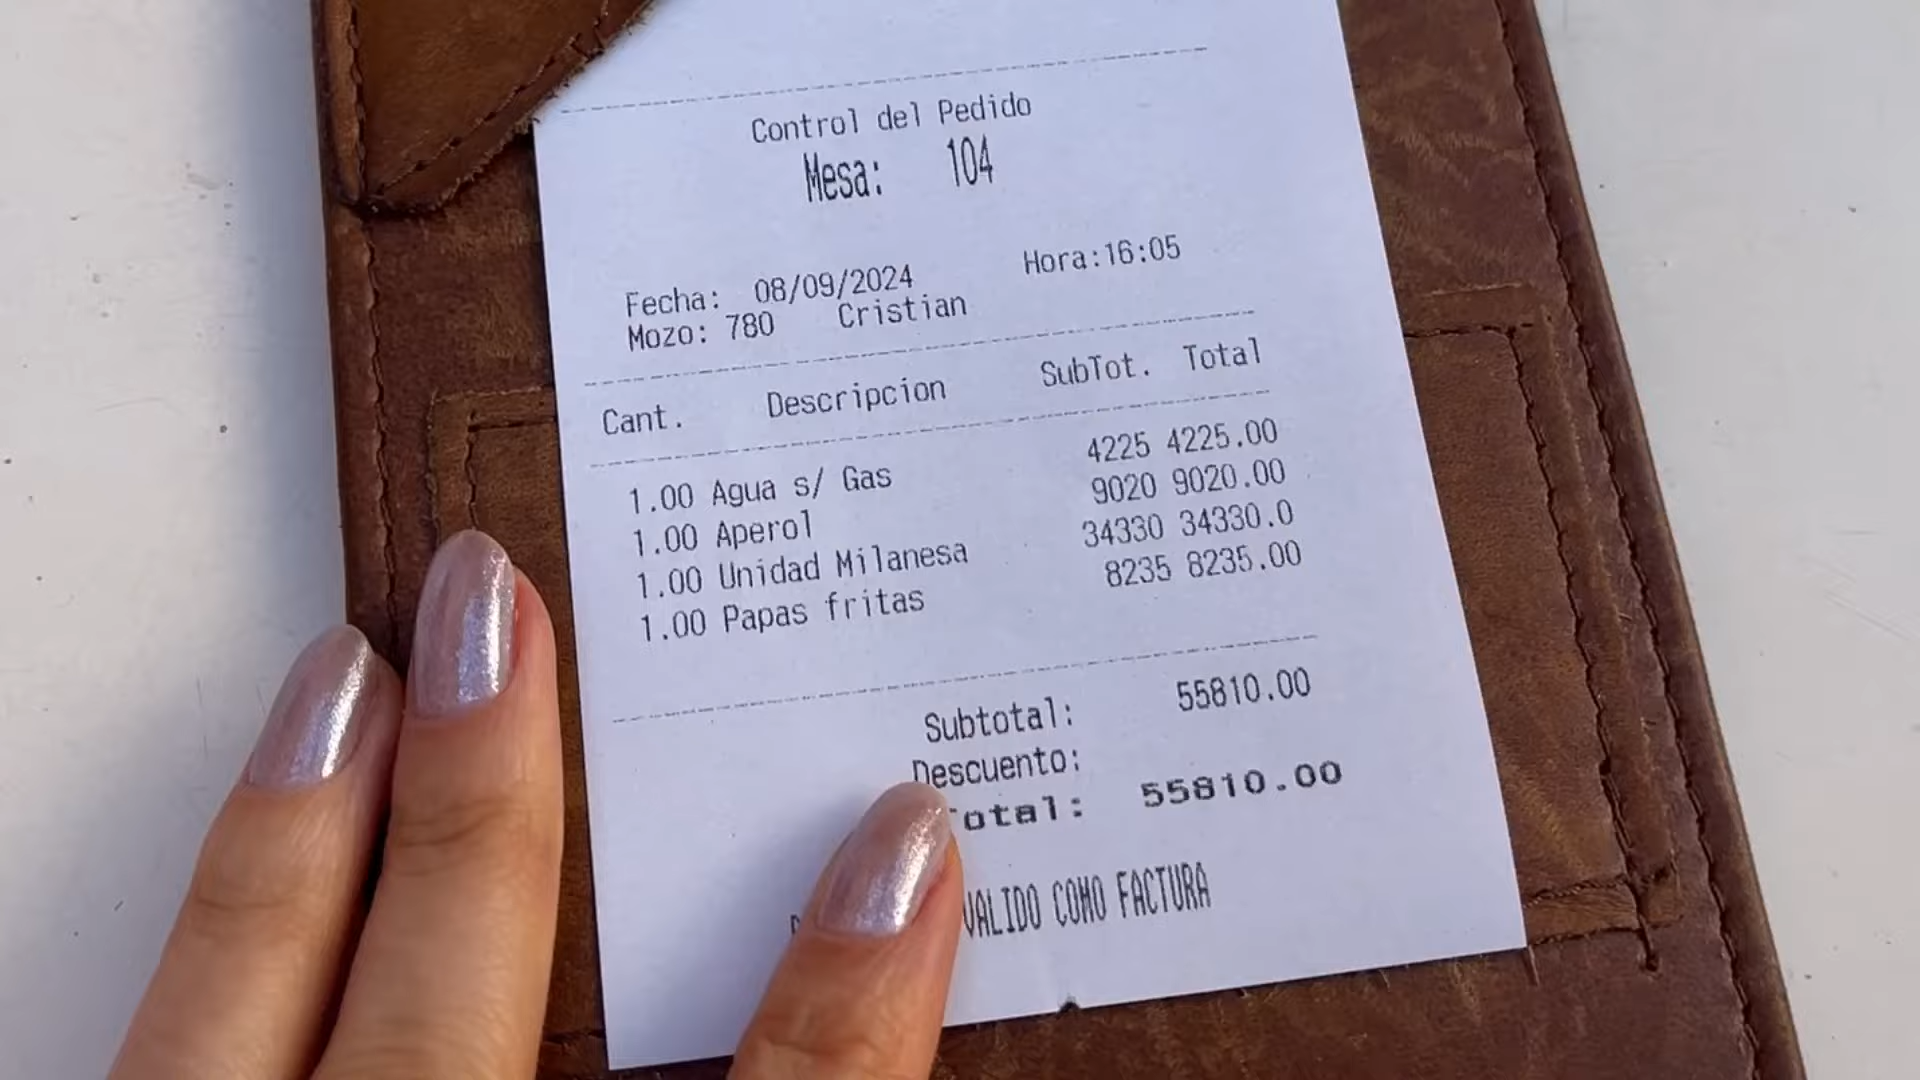 Control del Pedido
Mesa: 104
Fecha: 08/09/2024 Hora:16:05
Mozo: 780 Cristian
Cant. Descripcion SubTot. Total
1.00 Agua s/ Gas 4225 4225.00
1.00 Aperol 9020 9020.00
1.00 Unidad Milanesa 34330 34330.0
1.00 Papas fritas 8235 8235.00
Subtotal: 55810.00
Descuento:
Total: 55810.00
VALIDO COMO FACTURA